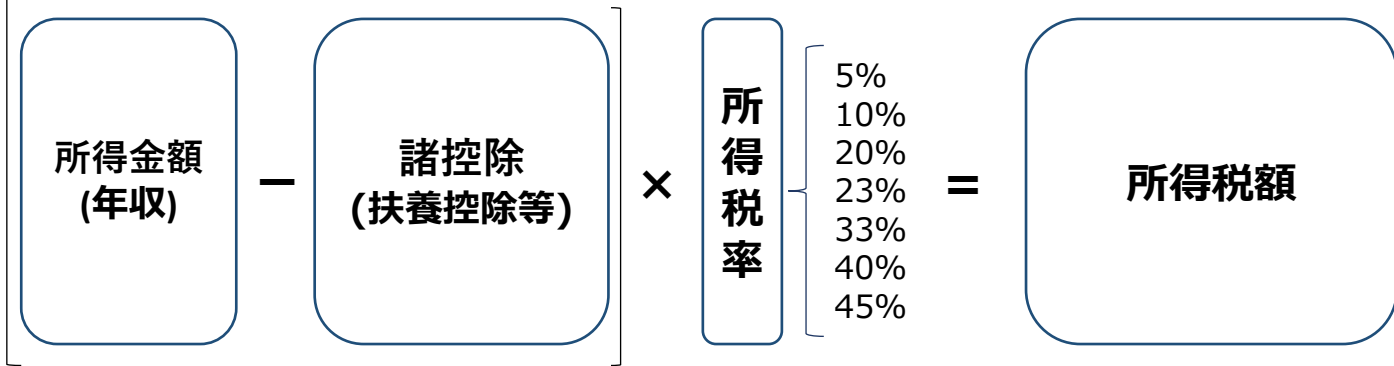 所得金額
(年収)
−
諸控除
(扶養控除等)
×
所得税率
5%
10%
20%
23%
33%
40%
45%
=
所得税額